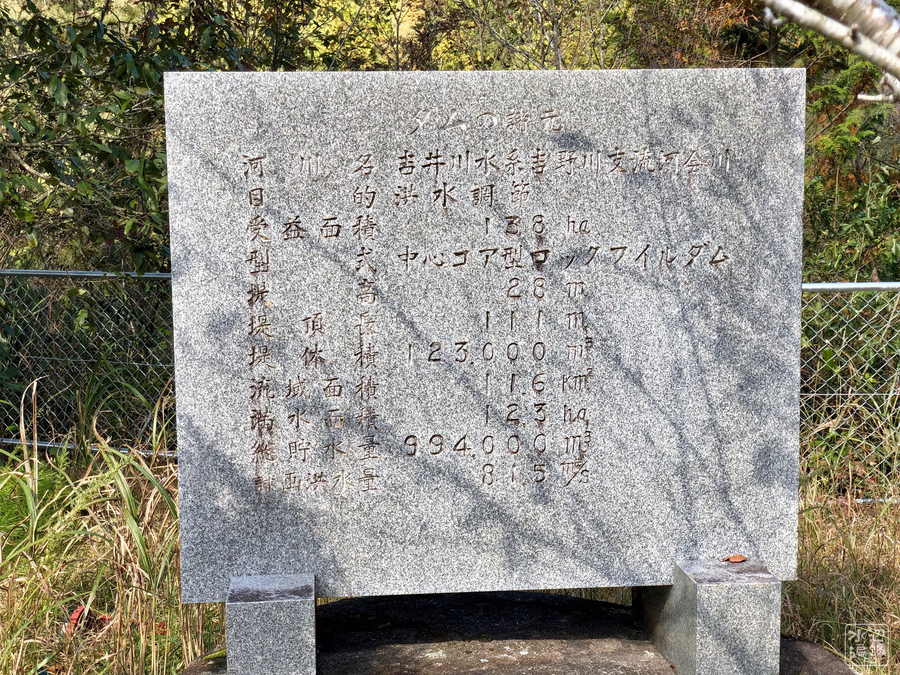 ダムの諸元
河川名 吉井川水系吉野川支流河会川
目的 洪水調節
受益面積 138 ha
型式 中心コア型ロックフイルダム
堤高 28 m
堤頂長 111 m
堤体積 123,000 m³
流域面積 11.6 Km²
満水面積 12.3 ha
総貯水量 994,000 m³
計画洪水量 81.5 m³/s